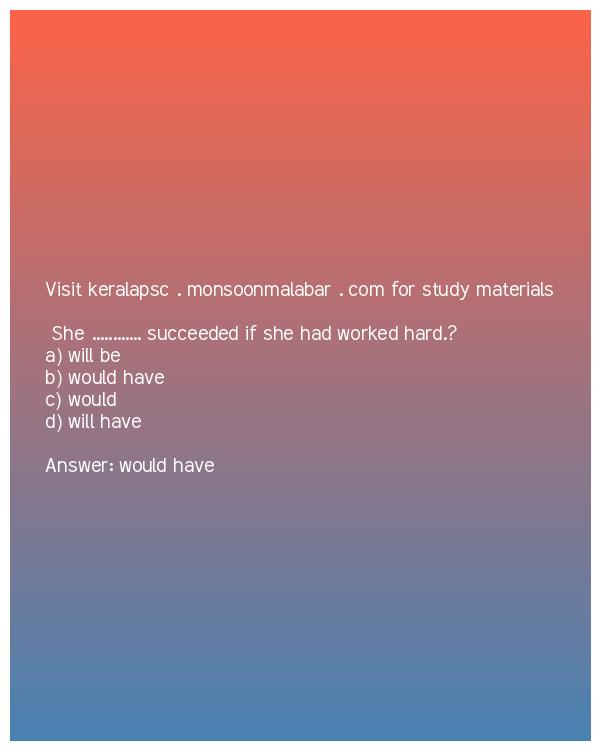 Visit keralapsc . monsoonmalabar . com for study materials
She ............ succeeded if she had worked hard.?
a) will be
b) would have
c) would
d) will have
Answer: would have